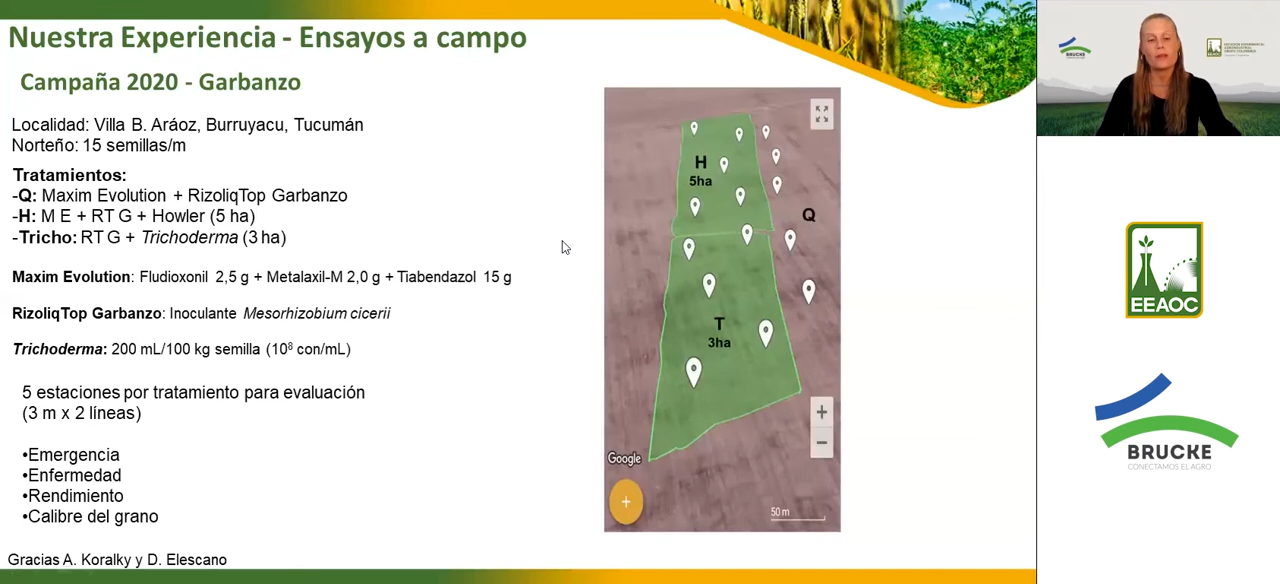 Nuestra Experiencia - Ensayos a campo
Campaña 2020 - Garbanzo
Localidad: Villa B. Aráoz, Burruyacu, Tucumán
Norteño: 15 semillas/m
Tratamientos:
-Q: Maxim Evolution + RizoliqTop Garbanzo
-H: M E + RT G + Howler (5 ha)
-Tricho: RT G + Trichoderma (3 ha)
Maxim Evolution: Fludioxonil 2,5 g + Metalaxil-M 2,0 g + Tiabendazol 15 g
RizoliqTop Garbanzo: Inoculante Mesorhizobium cicerii
Trichoderma: 200 mL/100 kg semilla (10⁸ con/mL)
5 estaciones por tratamiento para evaluación
(3 m x 2 líneas)
•Emergencia
•Enfermedad
•Rendimiento
•Calibre del grano
Gracias A. Koralky y D. Elescano
H
5ha
Q
T
3ha
+
−
Google
+
50 m
BRUCKE
EEAOC
EEAOC
BRUCKE
CONECTAMOS EL AGRO